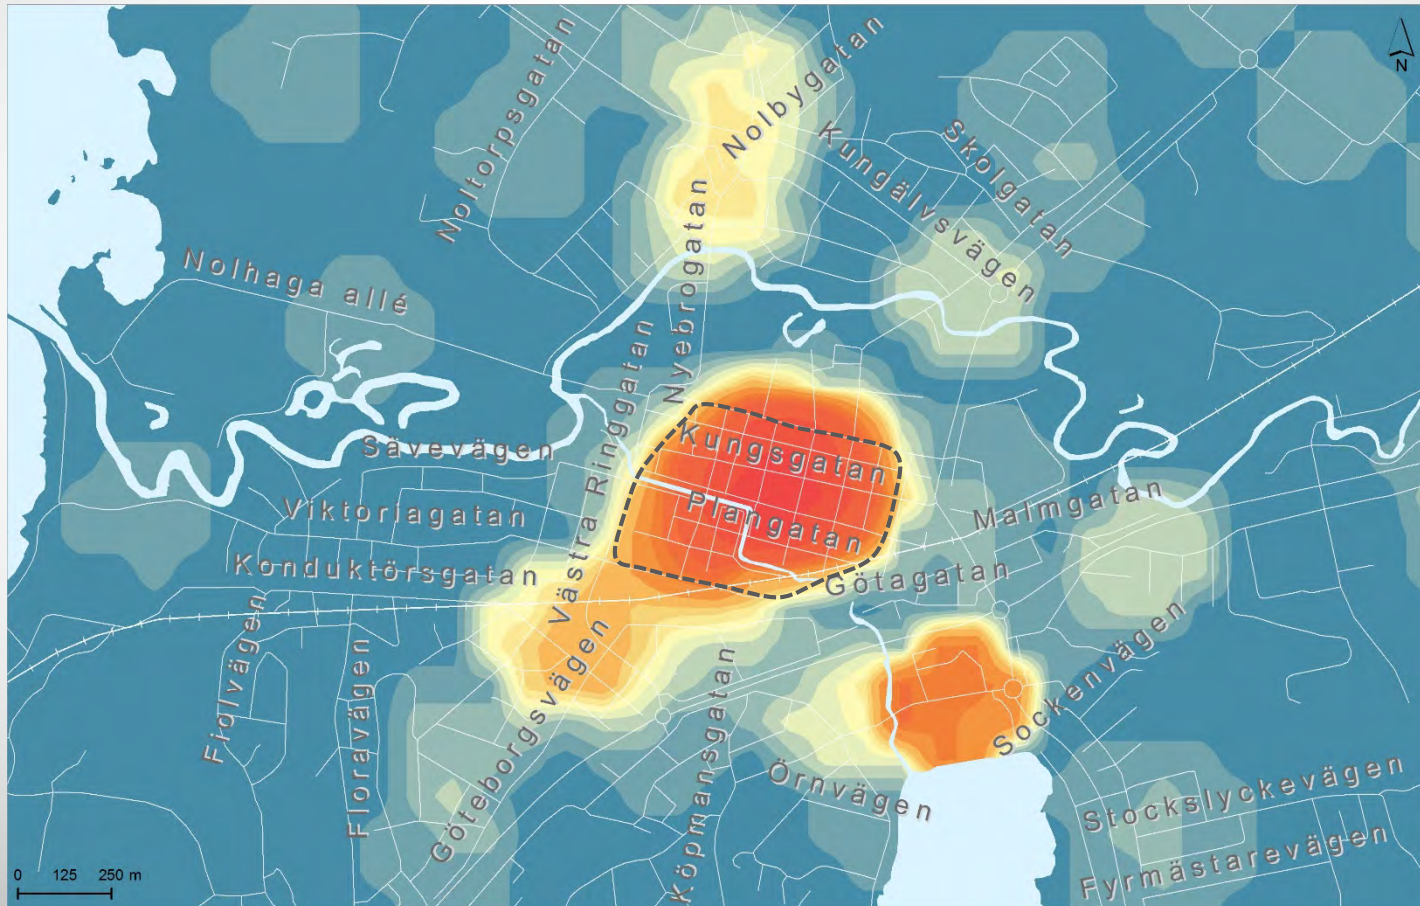 N
Noltorpsgatan
Nolbygatan
Kungälvsvägen
Skolgatan
Nolhaga allé
Nyebrogatan
Västra Ringgatan
Sävevägen
Kungsgatan
Plangatan
Viktoriagatan
Malmgatan
Konduktörsgatan
Götagatan
Fiolvägen
Floravägen
Göteborgsvägen
Köpmansgatan
Sockenvägen
Örnvägen
Stockslyckevägen
Fyrmästarevägen
0 125 250 m